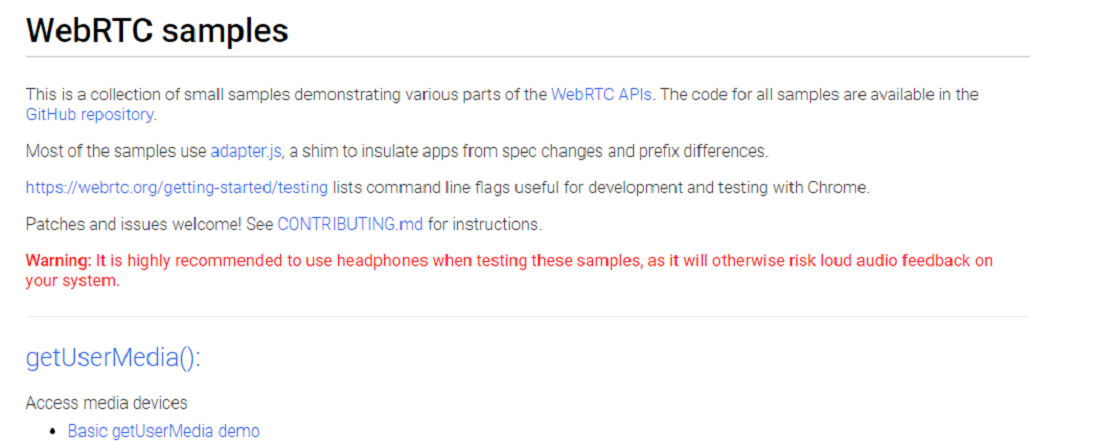 WebRTC samples
This is a collection of small samples demonstrating various parts of the WebRTC APIs. The code for all samples are available in the
GitHub repository.
Most of the samples use adapter.js, a shim to insulate apps from spec changes and prefix differences.
https://webrtc.org/getting-started/testing lists command line flags useful for development and testing with Chrome.
Patches and issues welcome! See CONTRIBUTING.md for instructions.
Warning: It is highly recommended to use headphones when testing these samples, as it will otherwise risk loud audio feedback on
your system.
getUserMedia():
Access media devices
• Basic getUserMedia demo